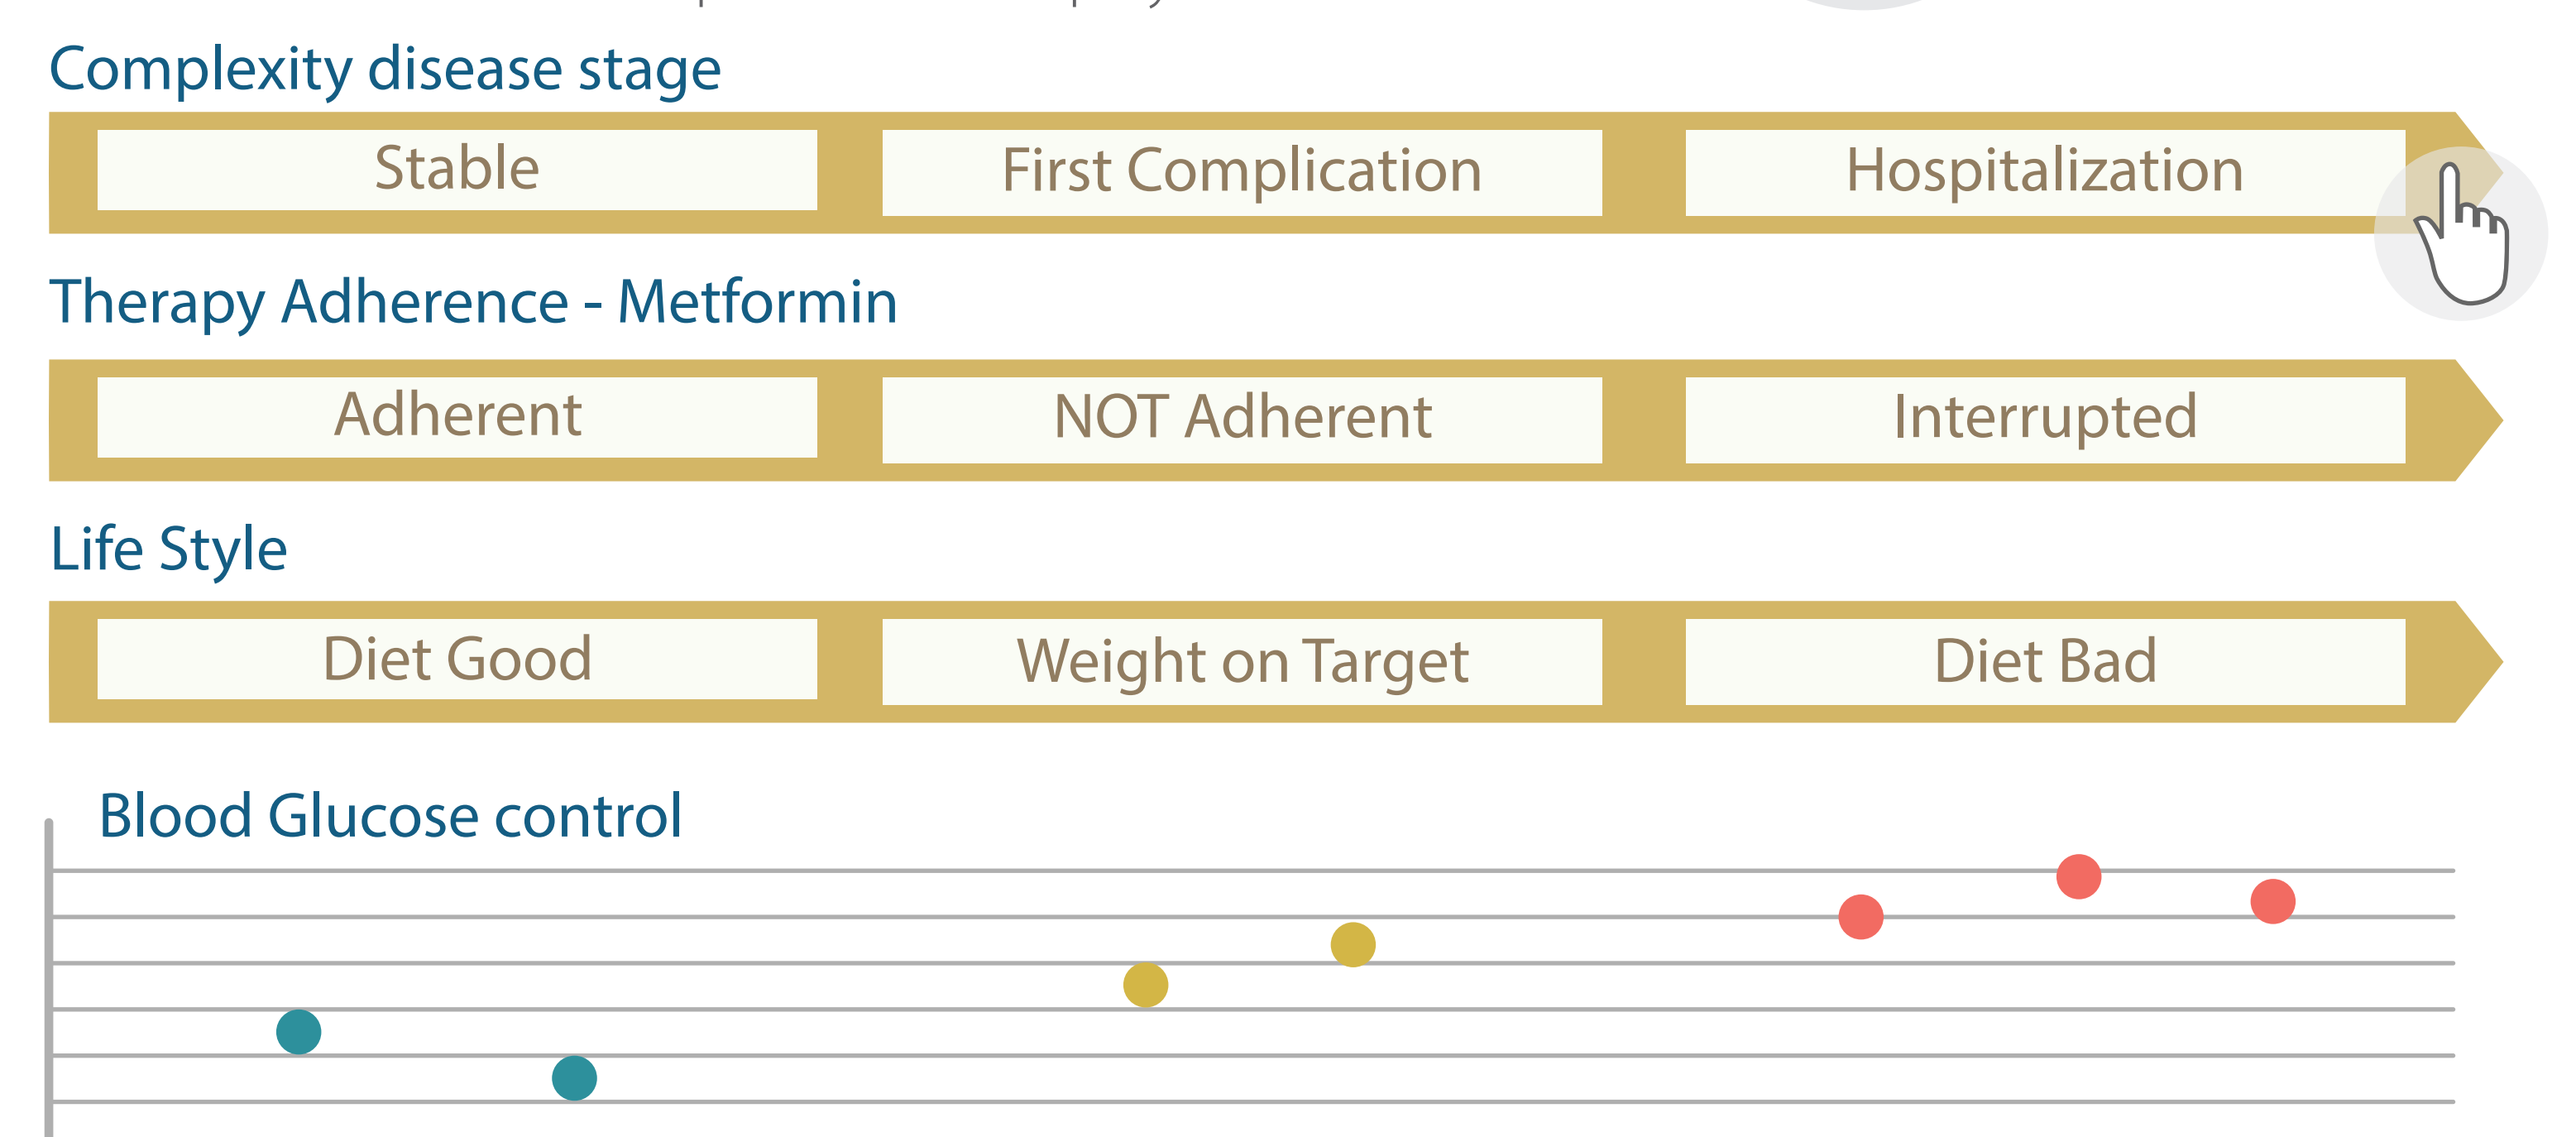 Complexity disease stage
Stable
First Complication
Hospitalization
Therapy Adherence - Metformin
Adherent
NOT Adherent
Interrupted
Life Style
Diet Good
Weight on Target
Diet Bad
Blood Glucose control